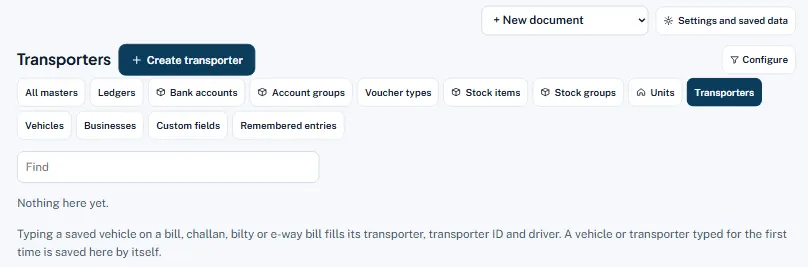 + New document
Settings and saved data
Transporters
+ Create transporter
Configure
All masters
Ledgers
Bank accounts
Account groups
Voucher types
Stock items
Stock groups
Units
Transporters
Vehicles
Businesses
Custom fields
Remembered entries
Find
Nothing here yet.
Typing a saved vehicle on a bill, challan, bilty or e-way bill fills its transporter, transporter ID and driver. A vehicle or transporter typed for the first
time is saved here by itself.